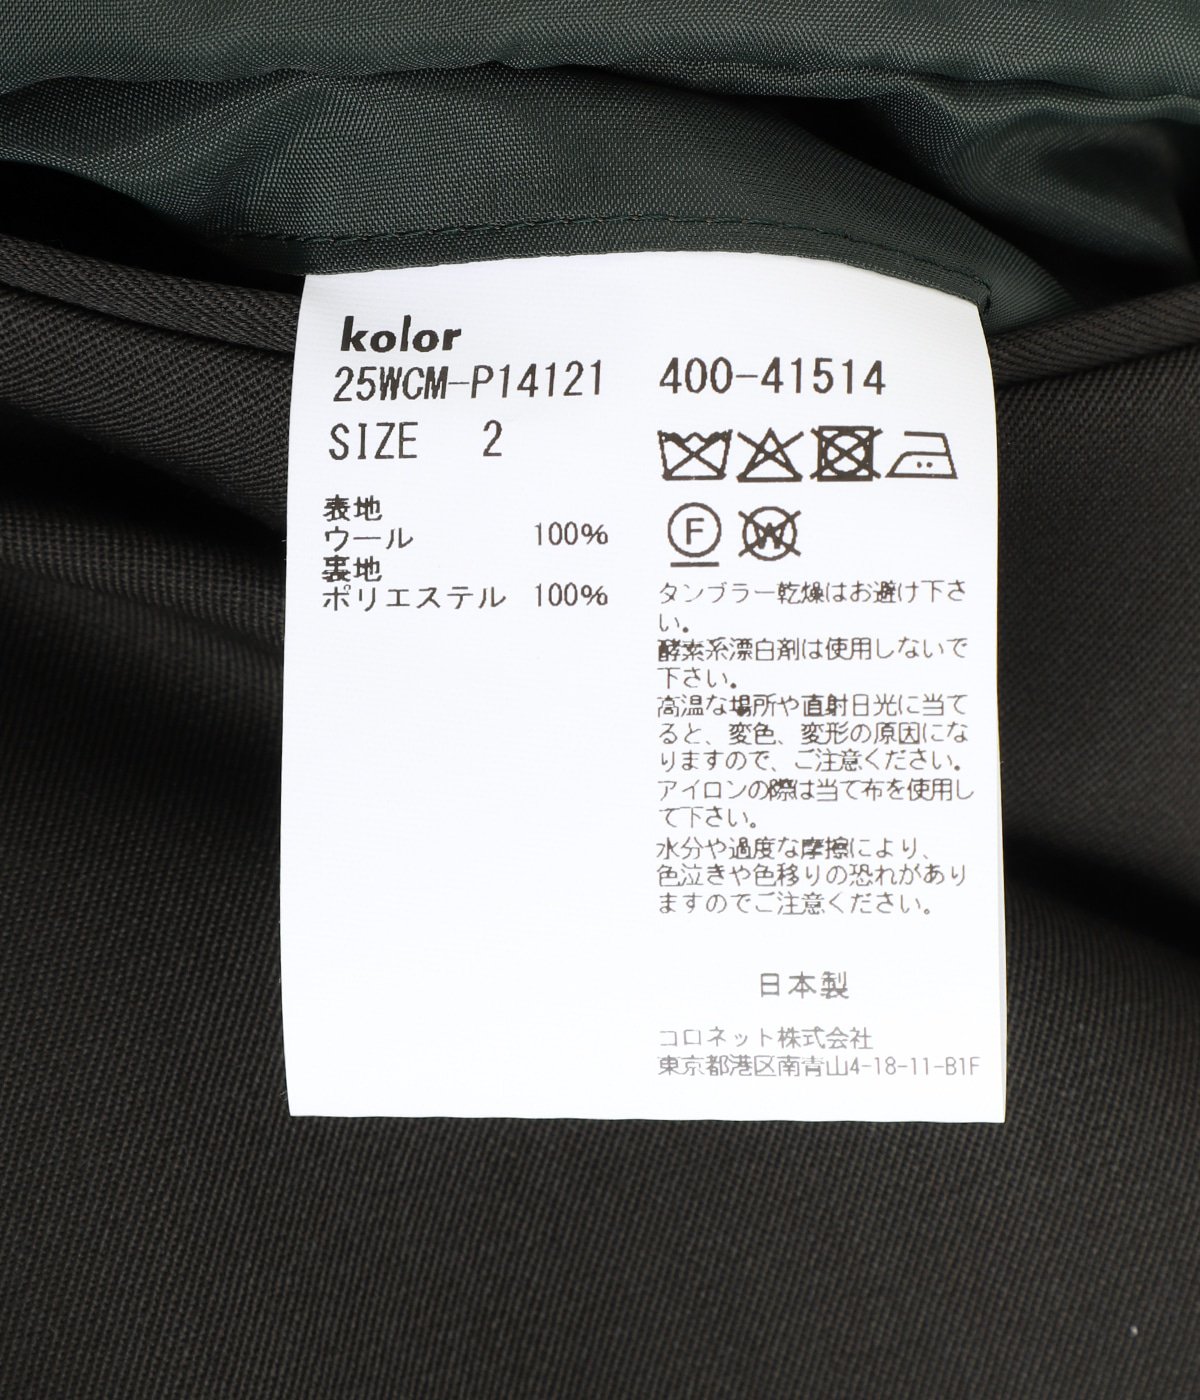 kolor
25WCM-P14121 400-41514
SIZE 2
表地
ウール 100%
裏地
ポリエステル 100%
F W
タンブラー乾燥はお避け下さ
い。
酵素系漂白剤は使用しないで
下さい。
高温な場所や直射日光に当て
ると、変色、変形の原因にな
りますので、ご注意ください。
アイロンの際は当て布を使用し
て下さい。
水分や過度な摩擦により、
色泣きや色移りの恐れがあり
ますのでご注意ください。
日本製
コロネット株式会社
東京都港区南青山4-18-11-B1F